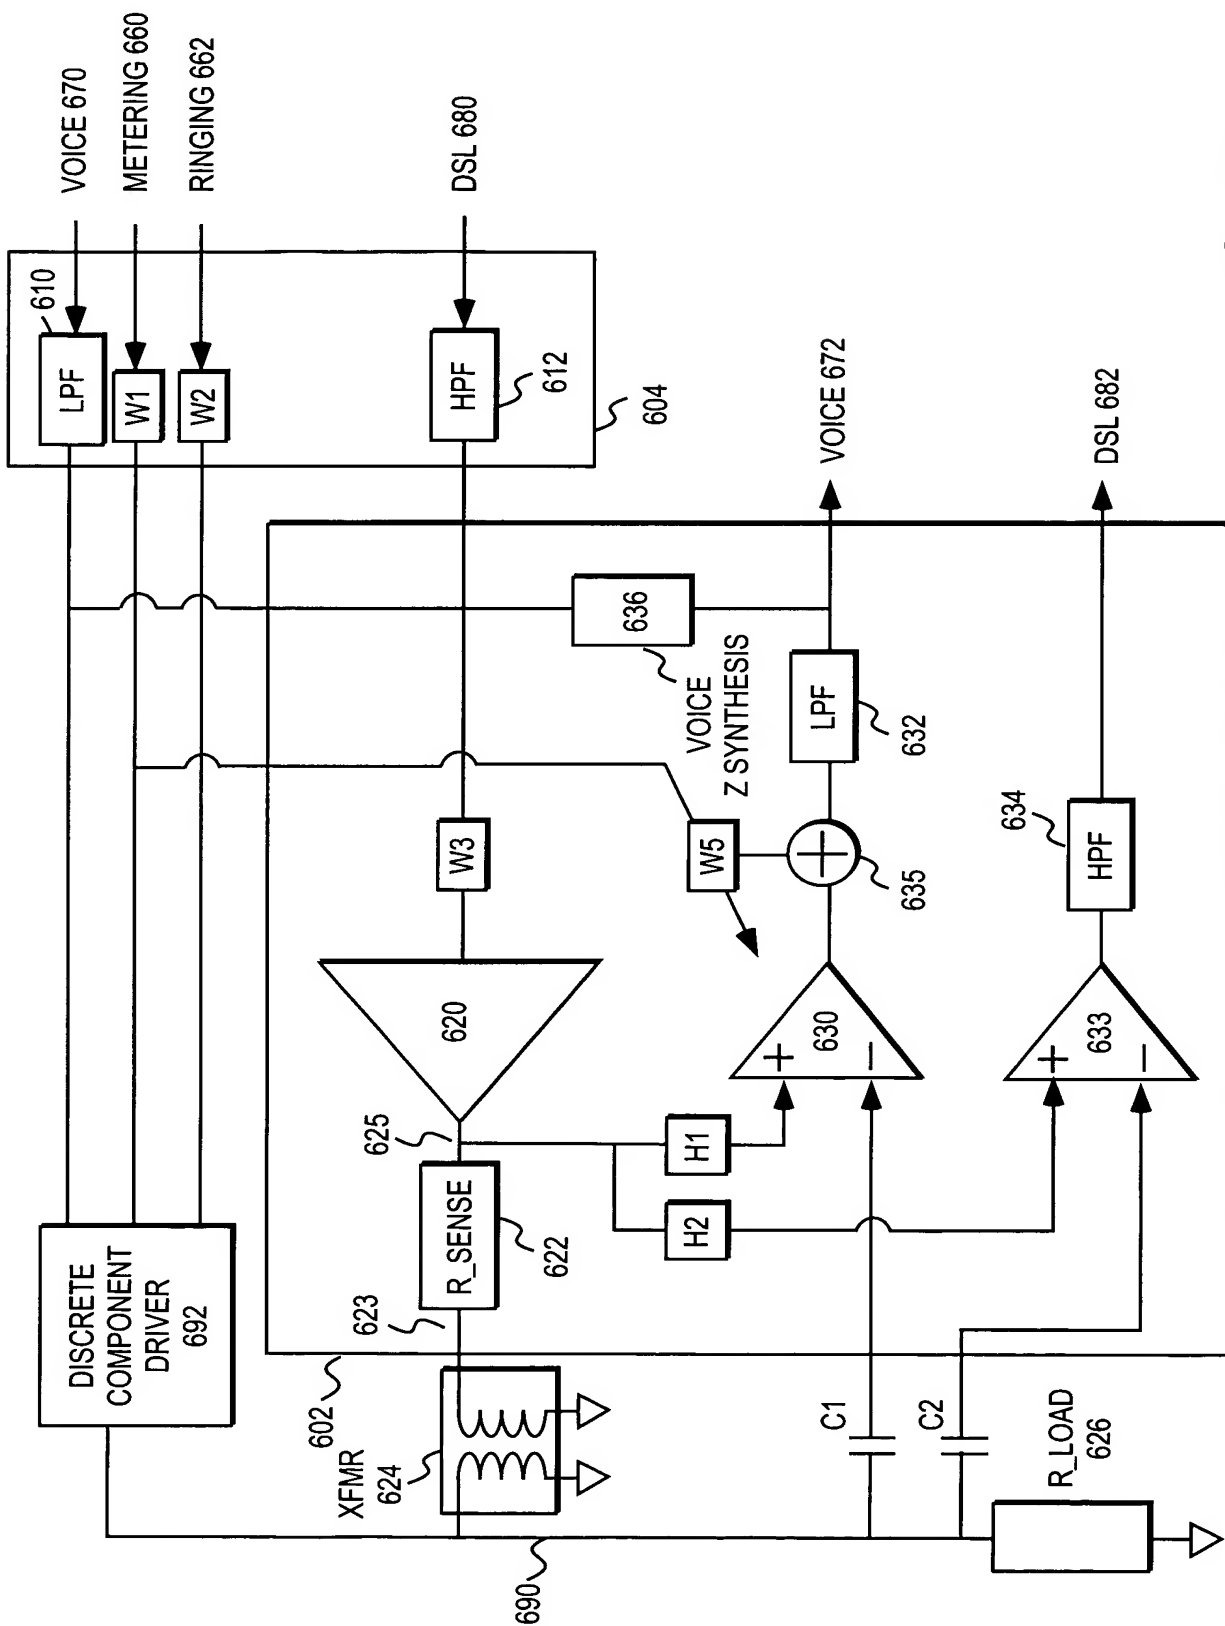 VOICE 670
METERING 660
RINGING 662
DSL 680
610
LPF
W1
W2
HPF
612
604
VOICE 672
DSL 682
636
VOICE
Z SYNTHESIS
LPF
632
634
HPF
W3
W5
635
620
630
+
−
633
+
−
625
H1
H2
R_SENSE
622
623
DISCRETE
COMPONENT
DRIVER
692
602
XFMR
624
C1
C2
R_LOAD
626
690